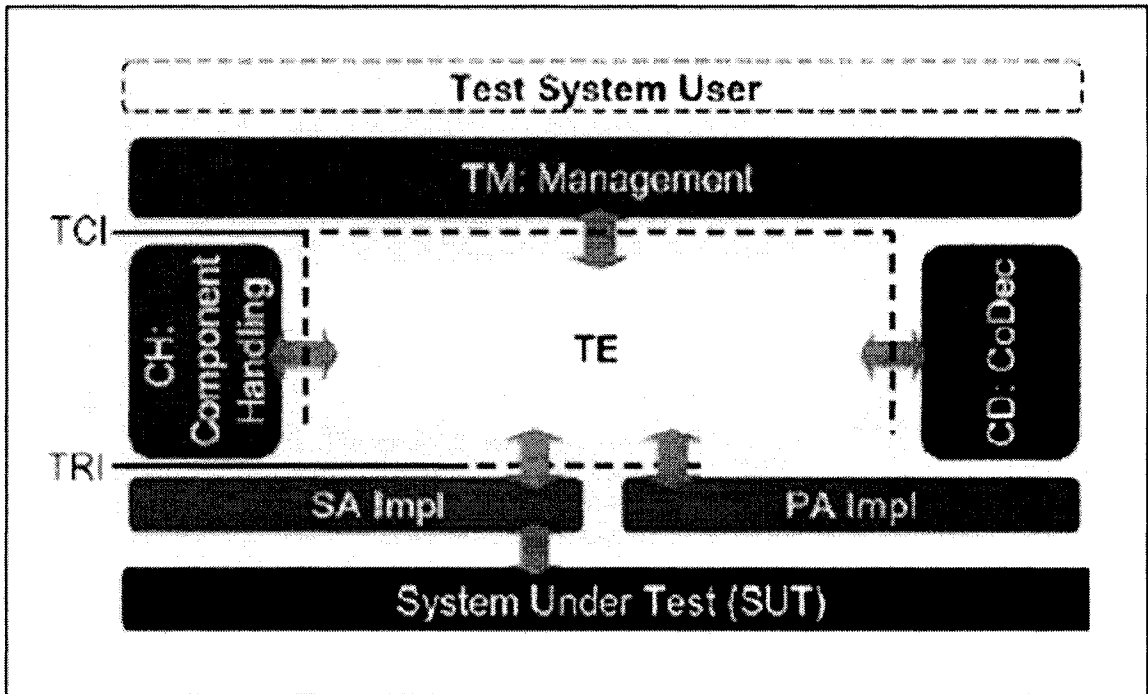 Test System User
TM: Management
TCI
CH:
Component
Handling
TE
CD: CoDec
TRI
SA Impl
PA Impl
System Under Test (SUT)